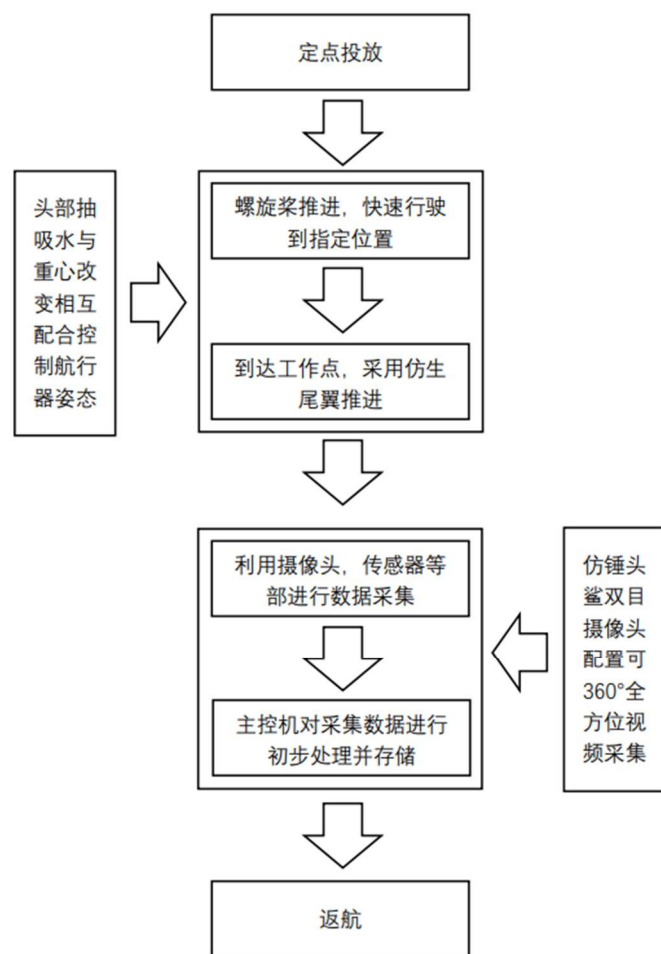 定点投放
头部抽
吸水与
重心改
变相互
配合控
制航行
器姿态
螺旋桨推进，快速行驶
到指定位置
到达工作点，采用仿生
尾翼推进
利用摄像头，传感器等
部进行数据采集
主控机对采集数据进行
初步处理并存储
仿锤头
鲨双目
摄像头
配置可
360°全
方位视
频采集
返航